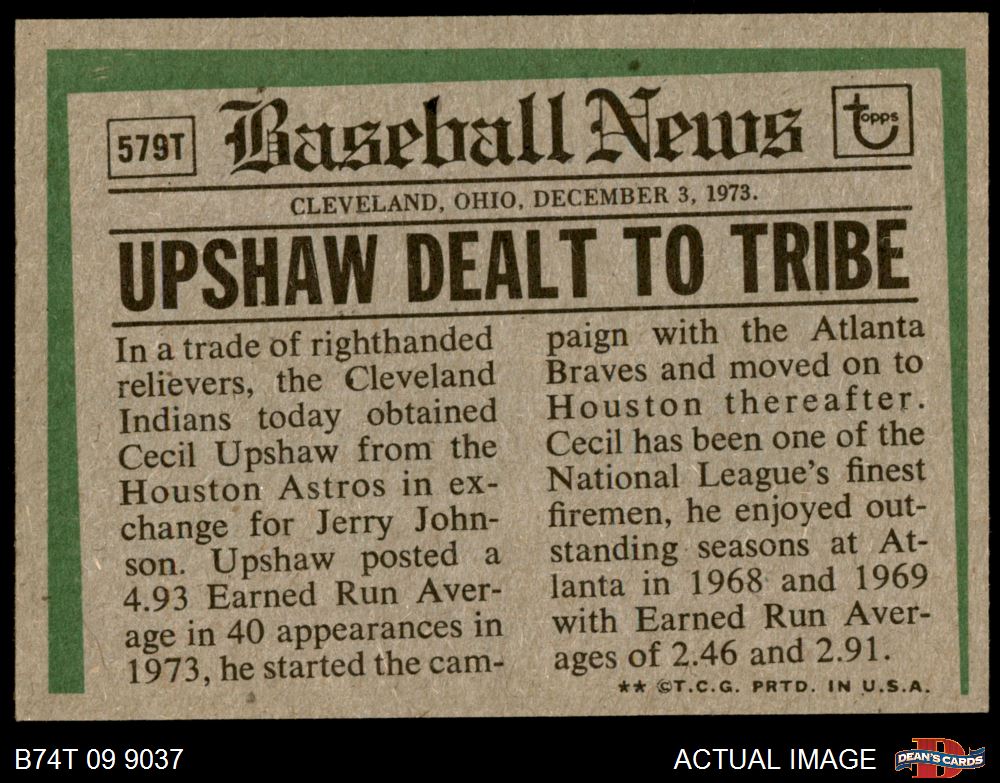 579T Baseball News topps
CLEVELAND, OHIO, DECEMBER 3, 1973.
UPSHAW DEALT TO TRIBE
In a trade of righthanded
relievers, the Cleveland
Indians today obtained
Cecil Upshaw from the
Houston Astros in ex-
change for Jerry John-
son. Upshaw posted a
4.93 Earned Run Aver-
age in 40 appearances in
1973, he started the cam-
paign with the Atlanta
Braves and moved on to
Houston thereafter.
Cecil has been one of the
National League's finest
firemen, he enjoyed out-
standing seasons at At-
lanta in 1968 and 1969
with Earned Run Aver-
ages of 2.46 and 2.91.
** ©T.C.G. PRTD. IN U.S.A.
B74T 09 9037
ACTUAL IMAGE
DEAN'S CARDS